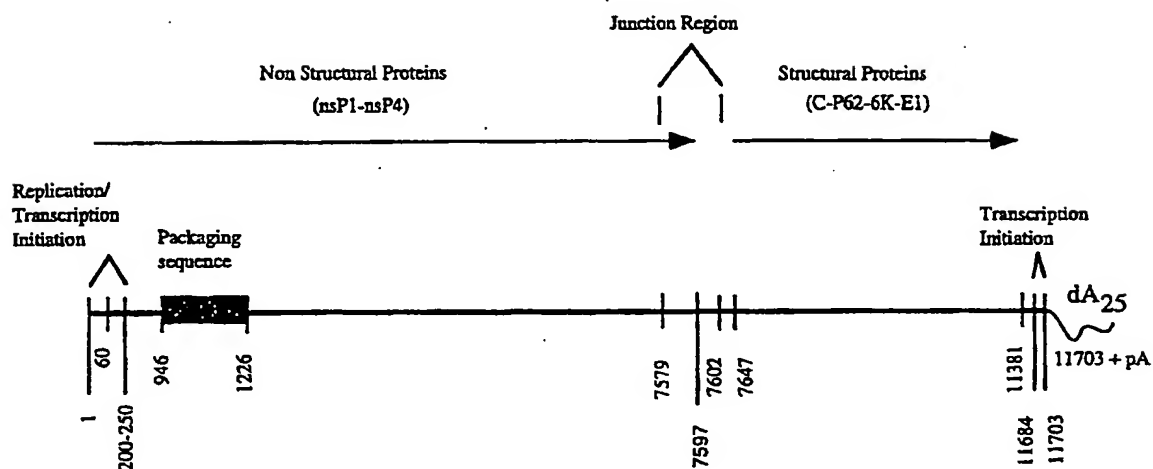 Junction Region
Non Structural Proteins
(nsP1-nsP4)
Structural Proteins
(C-P62-6K-E1)
Replication/
Transcription
Initiation
Packaging
sequence
Transcription
Initiation
dA25
11703 + pA
1
60
200-250
946
1226
7579
7597
7602
7647
11381
11684
11703